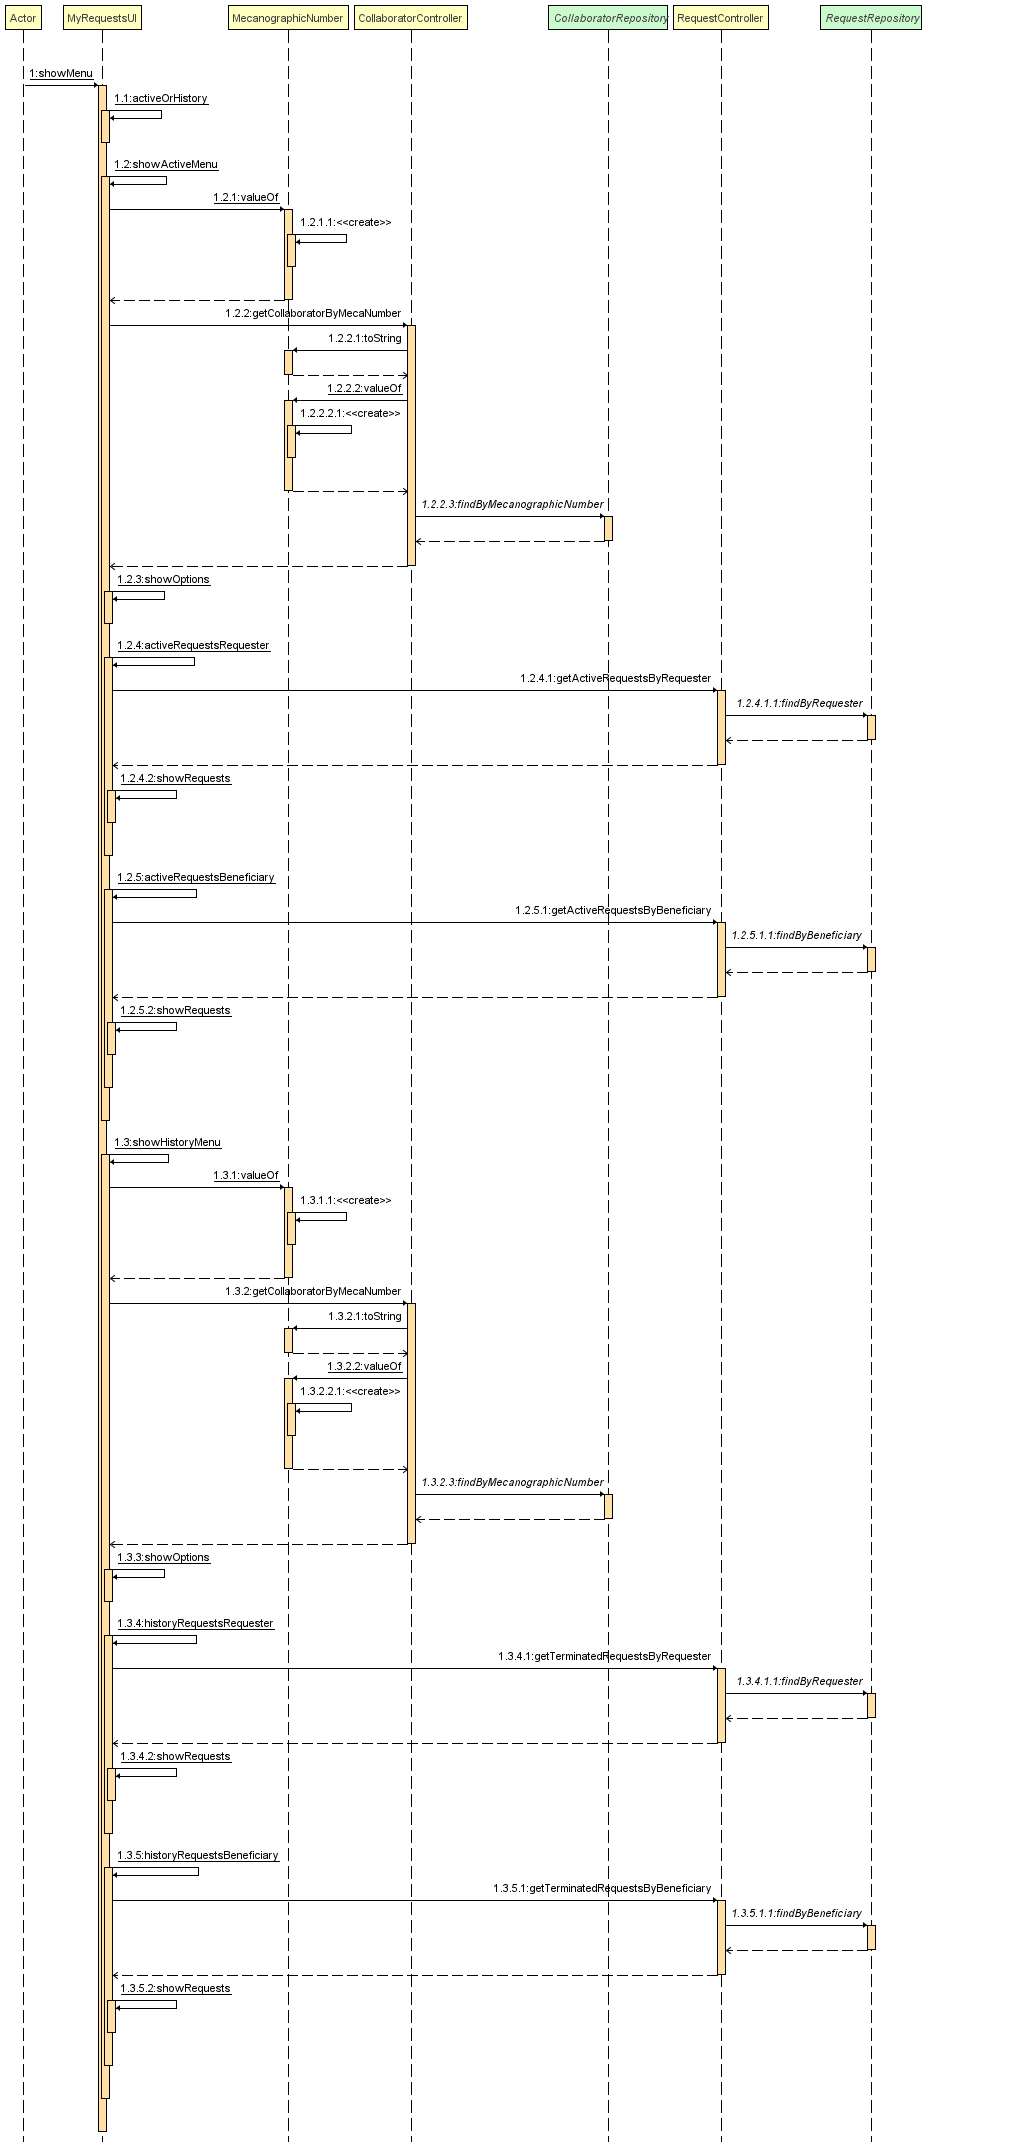 Actor
MyRequestsUI
MecanographicNumber
CollaboratorController
CollaboratorRepository
RequestController
RequestRepository
1:showMenu
1.1:activeOrHistory
1.2:showActiveMenu
1.2.1:valueOf
1.2.1.1:<<create>>
1.2.2:getCollaboratorByMecaNumber
1.2.2.1:toString
1.2.2.2:valueOf
1.2.2.2.1:<<create>>
1.2.2.3:findByMecanographicNumber
1.2.3:showOptions
1.2.4:activeRequestsRequester
1.2.4.1:getActiveRequestsByRequester
1.2.4.1.1:findByRequester
1.2.4.2:showRequests
1.2.5:activeRequestsBeneficiary
1.2.5.1:getActiveRequestsByBeneficiary
1.2.5.1.1:findByBeneficiary
1.2.5.2:showRequests
1.3:showHistoryMenu
1.3.1:valueOf
1.3.1.1:<<create>>
1.3.2:getCollaboratorByMecaNumber
1.3.2.1:toString
1.3.2.2:valueOf
1.3.2.2.1:<<create>>
1.3.2.3:findByMecanographicNumber
1.3.3:showOptions
1.3.4:historyRequestsRequester
1.3.4.1:getTerminatedRequestsByRequester
1.3.4.1.1:findByRequester
1.3.4.2:showRequests
1.3.5:historyRequestsBeneficiary
1.3.5.1:getTerminatedRequestsByBeneficiary
1.3.5.1.1:findByBeneficiary
1.3.5.2:showRequests